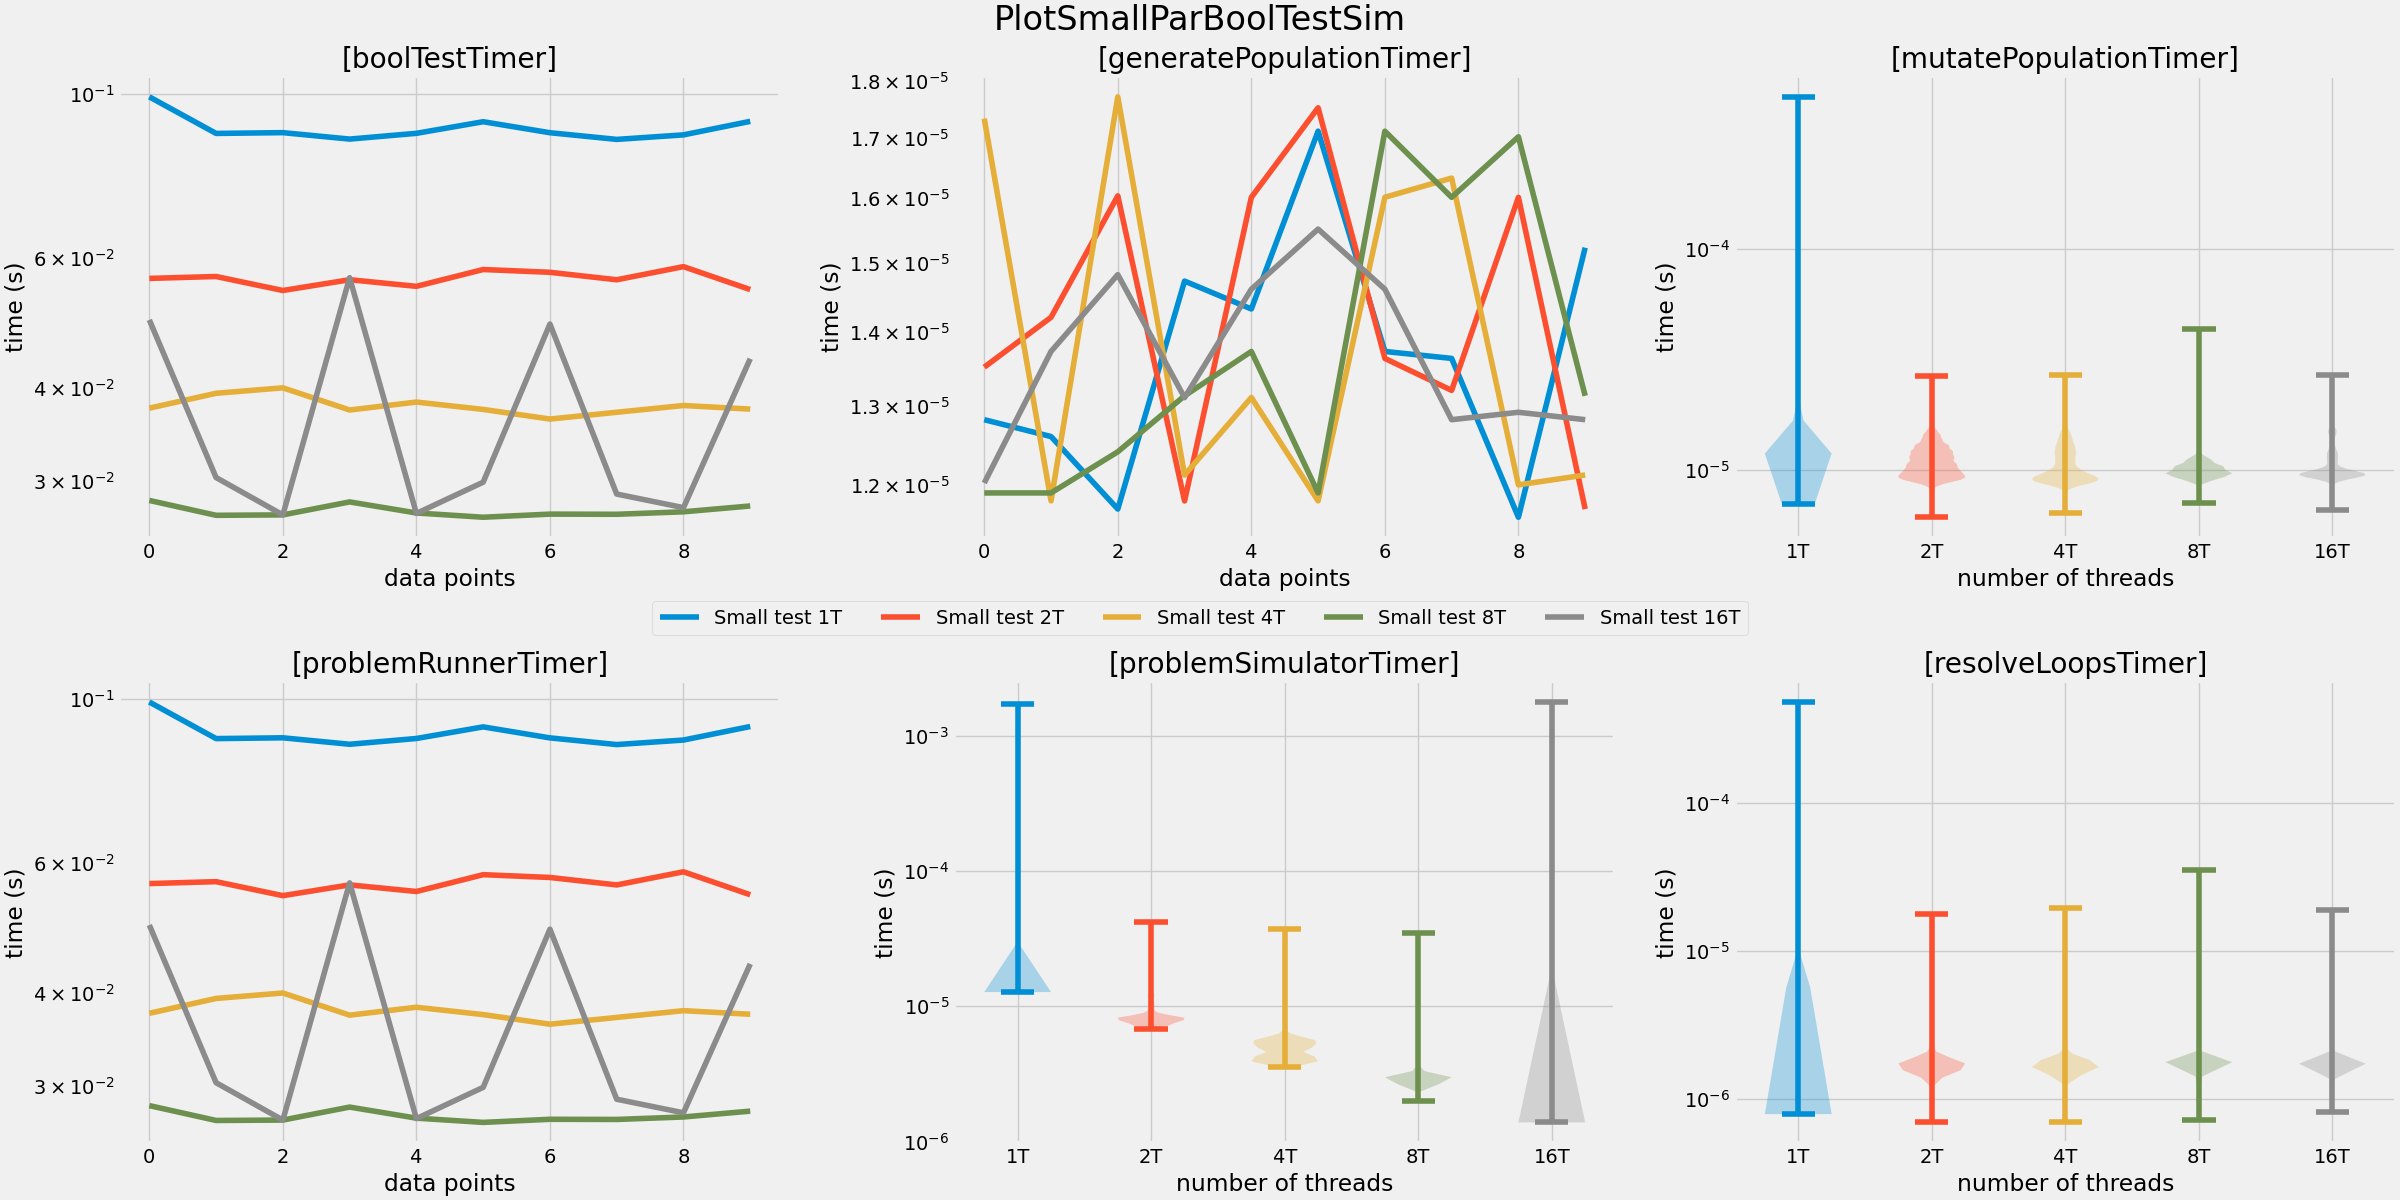 PlotSmallParBoolTestSim
[boolTestTimer]
10⁻¹
6 × 10⁻²
4 × 10⁻²
3 × 10⁻²
time (s)
0 2 4 6 8
data points
[generatePopulationTimer]
1.8 × 10⁻⁵
1.7 × 10⁻⁵
1.6 × 10⁻⁵
1.5 × 10⁻⁵
1.4 × 10⁻⁵
1.3 × 10⁻⁵
1.2 × 10⁻⁵
time (s)
0 2 4 6 8
data points
[mutatePopulationTimer]
10⁻⁴
10⁻⁵
time (s)
1T 2T 4T 8T 16T
number of threads
Small test 1T Small test 2T Small test 4T Small test 8T Small test 16T
[problemRunnerTimer]
10⁻¹
6 × 10⁻²
4 × 10⁻²
3 × 10⁻²
time (s)
0 2 4 6 8
data points
[problemSimulatorTimer]
10⁻³
10⁻⁴
10⁻⁵
10⁻⁶
time (s)
1T 2T 4T 8T 16T
number of threads
[resolveLoopsTimer]
10⁻⁴
10⁻⁵
10⁻⁶
time (s)
1T 2T 4T 8T 16T
number of threads